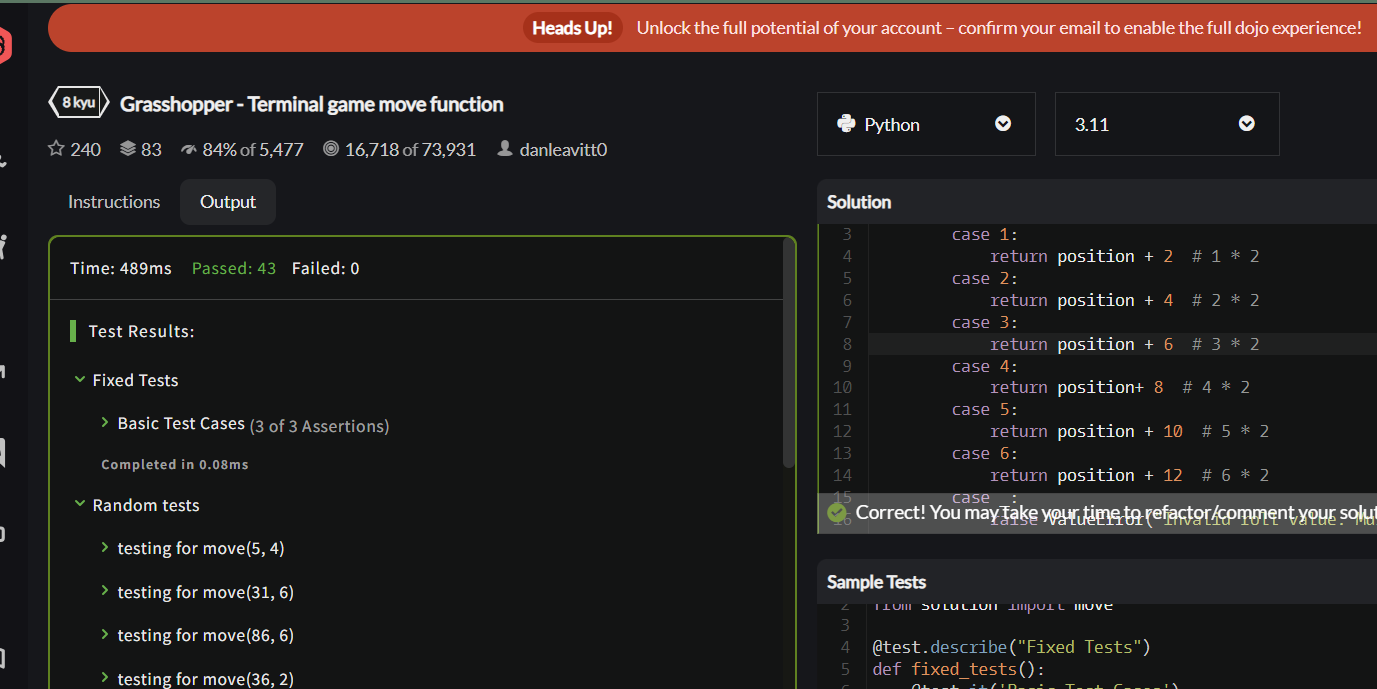 Heads Up! Unlock the full potential of your account – confirm your email to enable the full dojo experience!
8 kyu Grasshopper - Terminal game move function
240 83 84% of 5,477 16,718 of 73,931 danleavitt0
Python 3.11
Instructions Output
Time: 489ms Passed: 43 Failed: 0
Test Results:
Fixed Tests
Basic Test Cases (3 of 3 Assertions)
Completed in 0.08ms
Random tests
testing for move(5, 4)
testing for move(31, 6)
testing for move(86, 6)
testing for move(36, 2)
Solution
3 case 1:
4 return position + 2 # 1 * 2
5 case 2:
6 return position + 4 # 2 * 2
7 case 3:
8 return position + 6 # 3 * 2
9 case 4:
10 return position+ 8 # 4 * 2
11 case 5:
12 return position + 10 # 5 * 2
13 case 6:
14 return position + 12 # 6 * 2
15 case :
16 raise ValueError("Invalid roll value. Mu
Correct! You may take your time to refactor/comment your solut
Sample Tests
2 from solution import move
3
4 @test.describe("Fixed Tests")
5 def fixed_tests():
6 @test.it('Basic Test Cases')